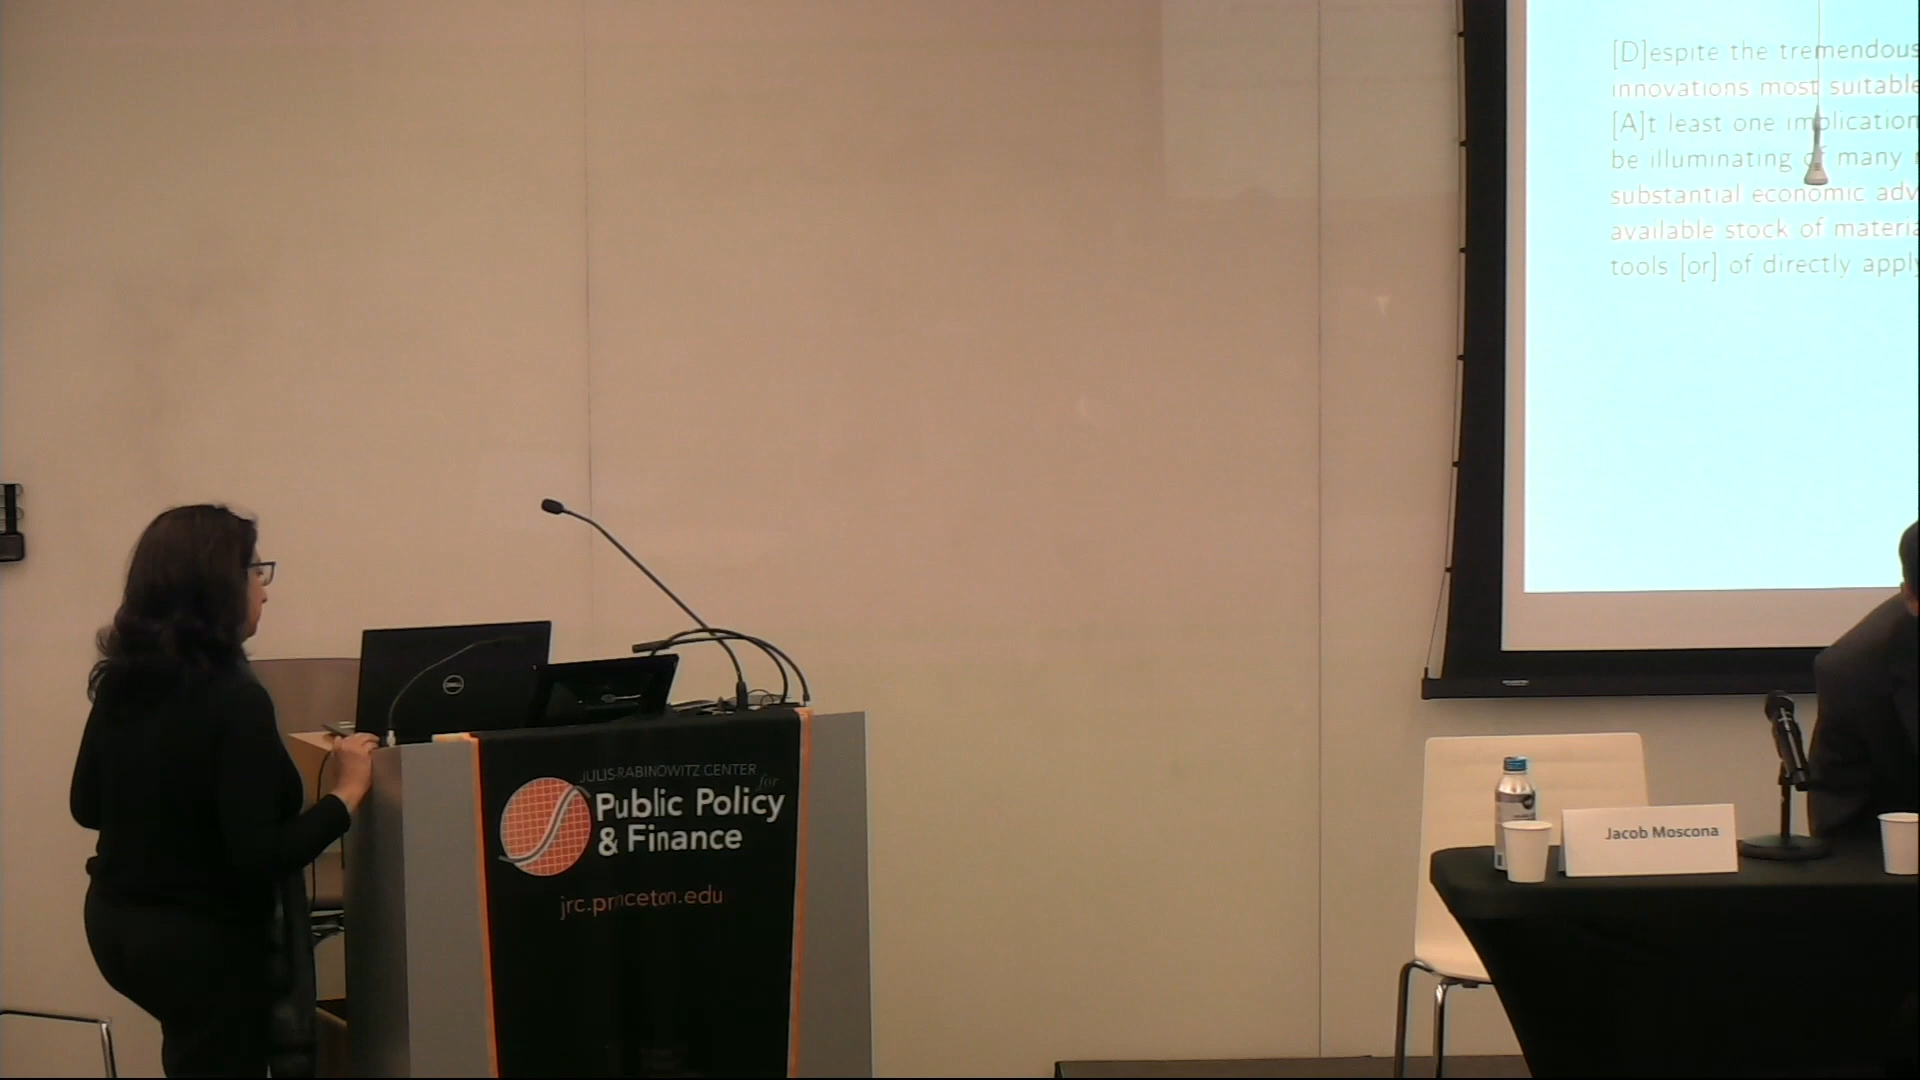 [D]espite the tremendous
innovations most suitable
[A]t least one implication
be illuminating of many
substantial economic adv
available stock of materia
tools [or] of directly apply
DELL
JULIS-RABINOWITZ CENTER for
Public Policy
& Finance
jrc.princeton.edu
Jacob Moscona